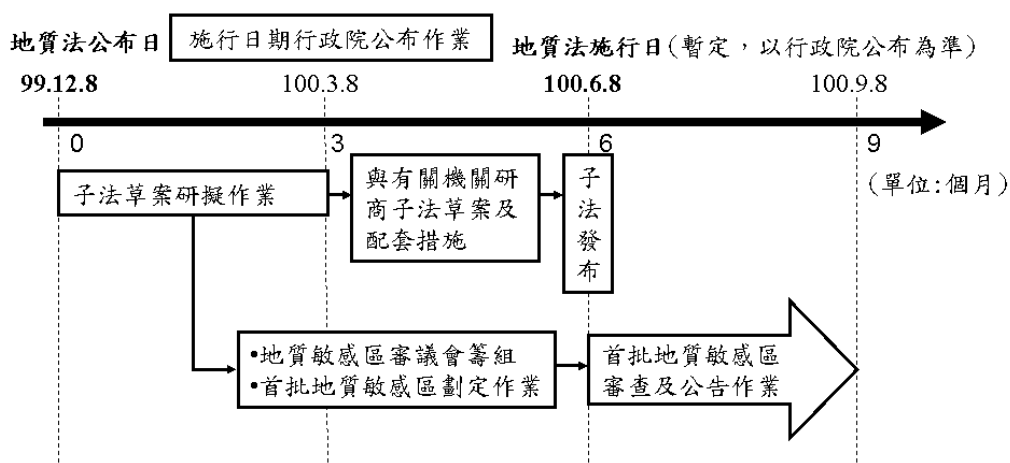 地質法公布日
施行日期行政院公布作業
地質法施行日(暫定，以行政院公布為準)
99.12.8
100.3.8
100.6.8
100.9.8
0
3
6
9
(單位:個月)
子法草案研擬作業
與有關機關研
商子法草案及
配套措施
子
法
發
布
•地質敏感區審議會籌組
•首批地質敏感區劃定作業
首批地質敏感區
審查及公告作業